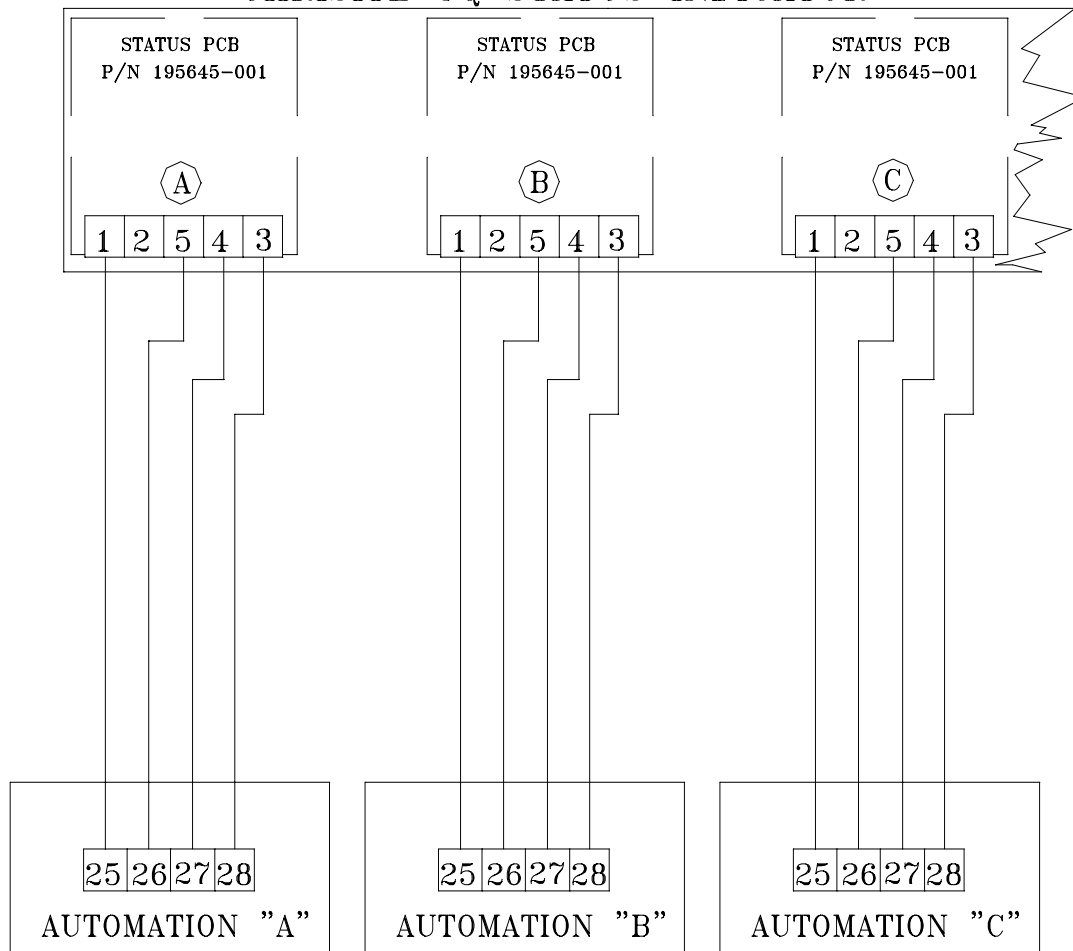 STATUS PCB
P/N 195645-001
A
1 2 5 4 3
STATUS PCB
P/N 195645-001
B
1 2 5 4 3
STATUS PCB
P/N 195645-001
C
1 2 5 4 3
25 26 27 28
AUTOMATION "A"
25 26 27 28
AUTOMATION "B"
25 26 27 28
AUTOMATION "C"